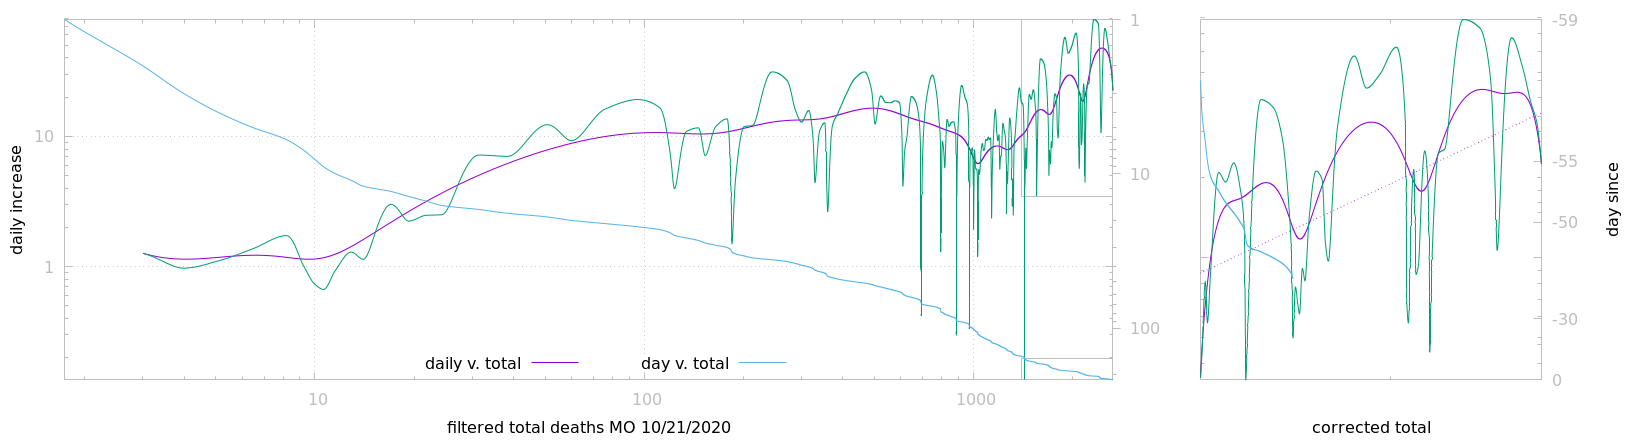 daily increase
10
1
daily v. total
day v. total
10
100
1000
filtered total deaths MO 10/21/2020
1
10
100
-59
-55
-50
-30
0
day since
corrected total